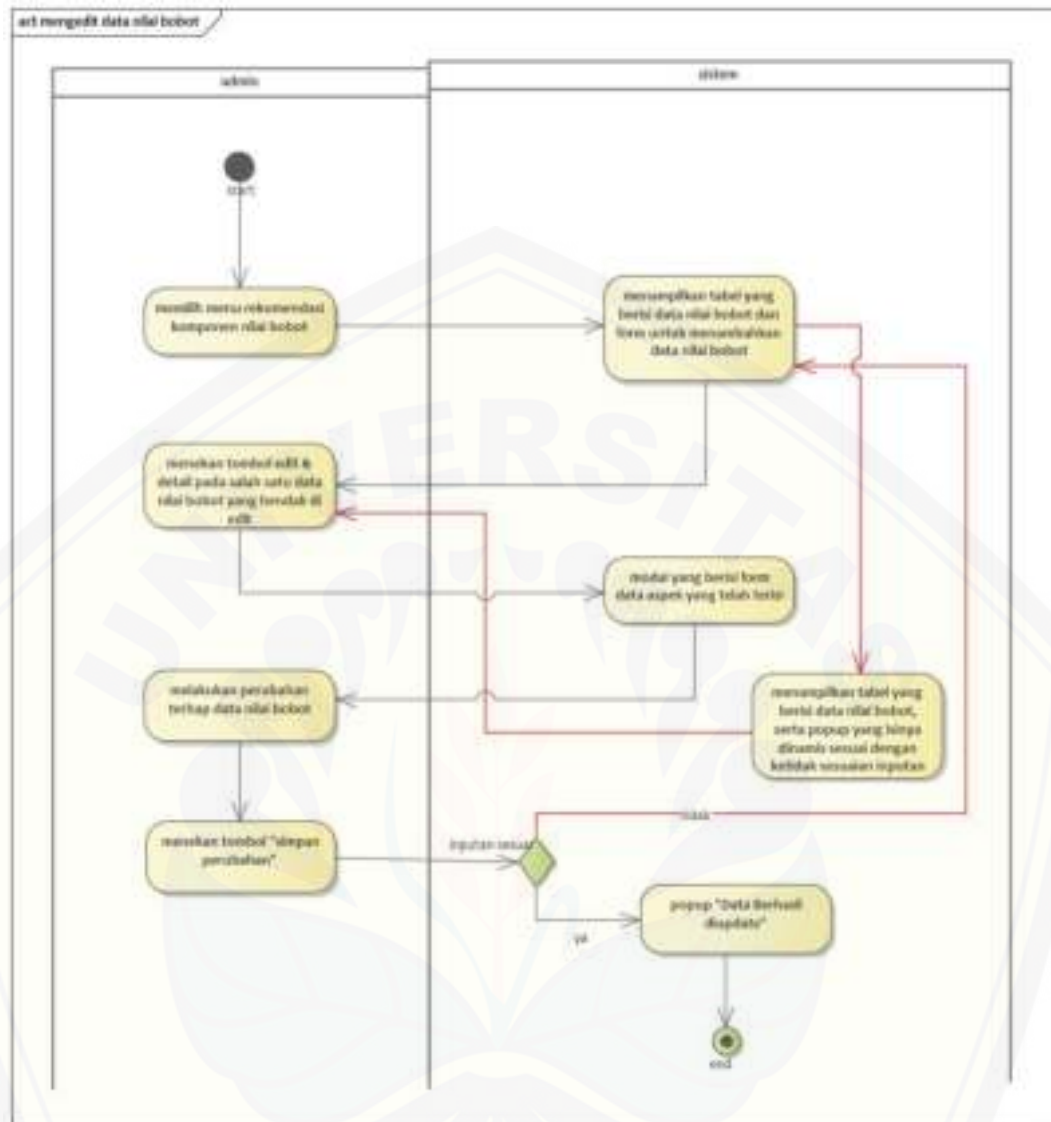 act mengedit data nilai bobot
admin
sistem
start
memilih menu rekomendasi
komponen nilai bobot
menampilkan tabel yang
berisi data nilai bobot dan
form untuk menambahkan
data nilai bobot
menekan tombol edit &
detail pada salah satu data
nilai bobot yang hendak di
edit
modal yang berisi form
data aspek yang telah terisi
melakukan perubahan
terhap data nilai bobot
menampilkan tabel yang
berisi data nilai bobot,
serta popup yang isinya
dinamis sesuai dengan
ketidak sesuaian inputan
menekan tombol "simpan
perubahan"
inputan sesuai
tidak
popup "Data Berhasil
diupdate"
ya
end
UNIVERSITAS